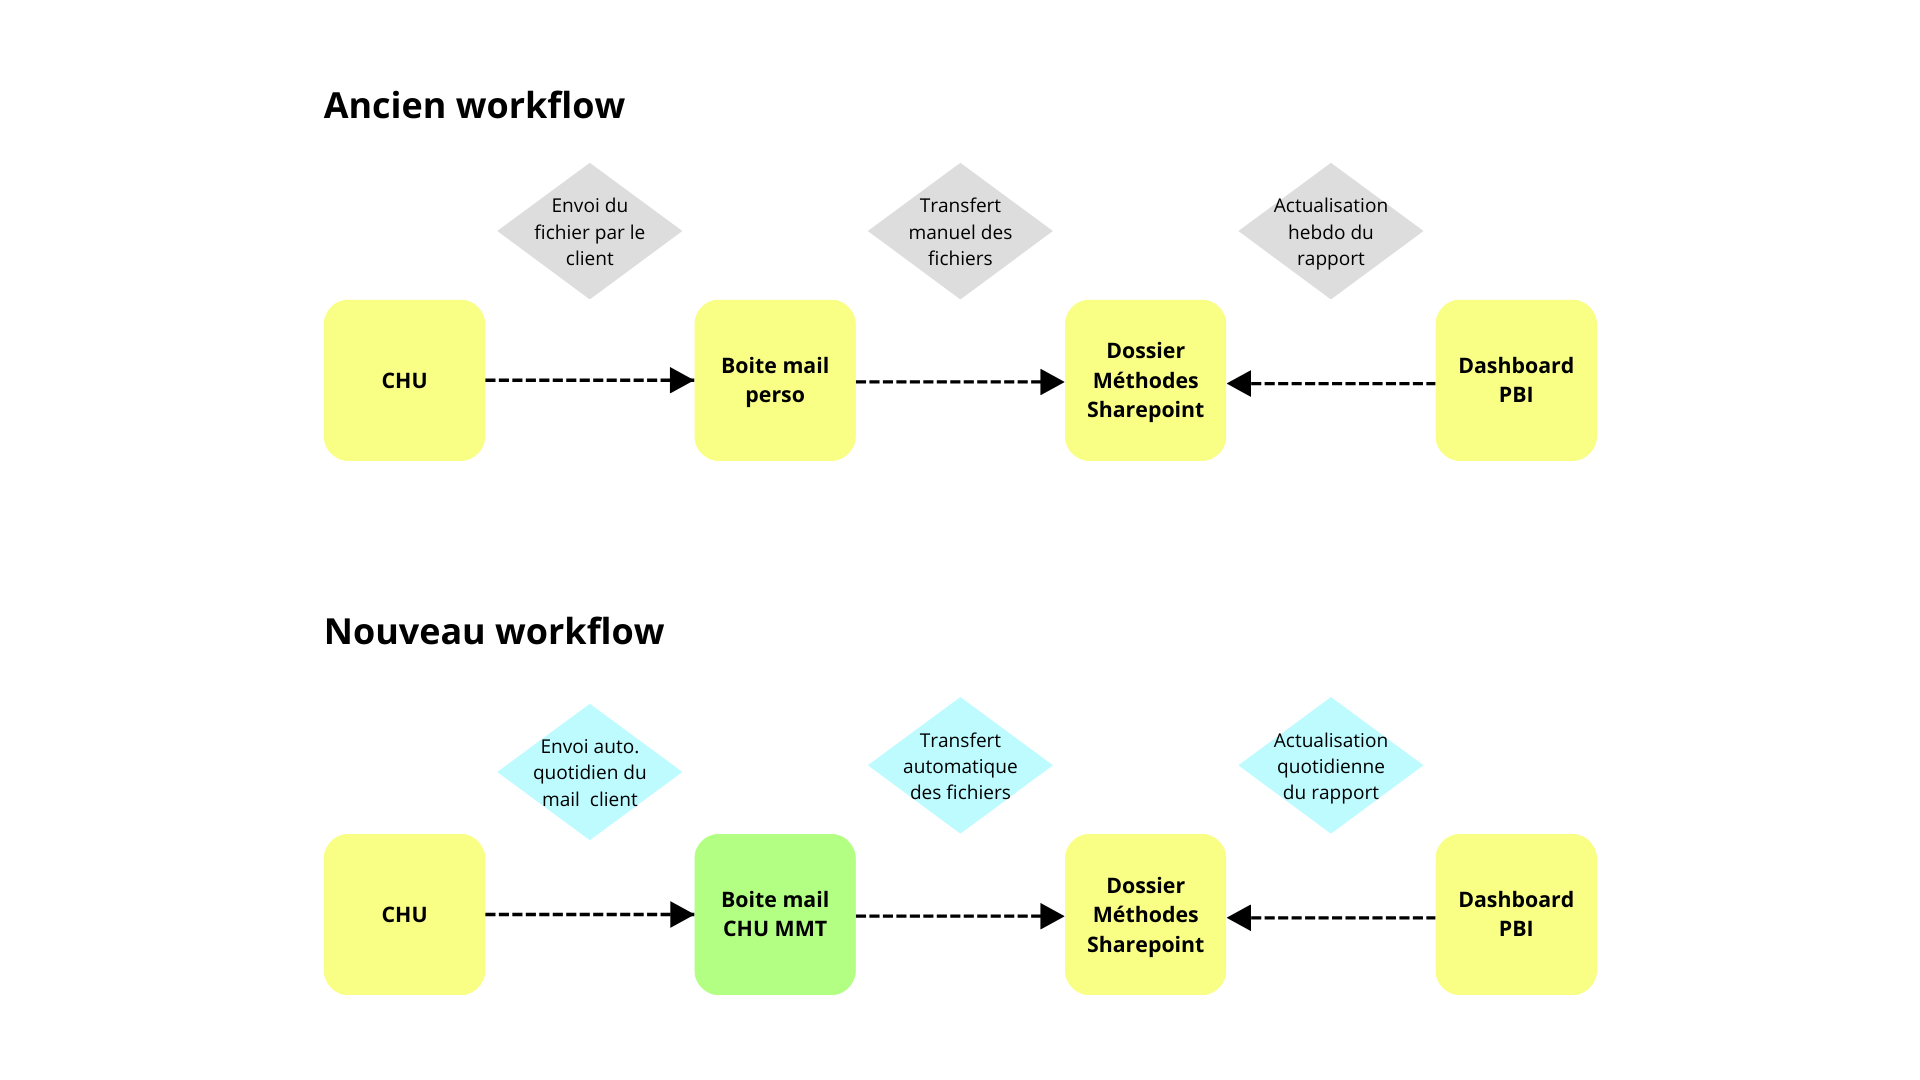 Ancien workflow
Envoi du
fichier par le
client
Transfert
manuel des
fichiers
Actualisation
hebdo du
rapport
CHU
Boite mail
perso
Dossier
Méthodes
Sharepoint
Dashboard
PBI
Nouveau workflow
Envoi auto.
quotidien du
mail  client
Transfert
automatique
des fichiers
Actualisation
quotidienne
du rapport
CHU
Boite mail
CHU MMT
Dossier
Méthodes
Sharepoint
Dashboard
PBI